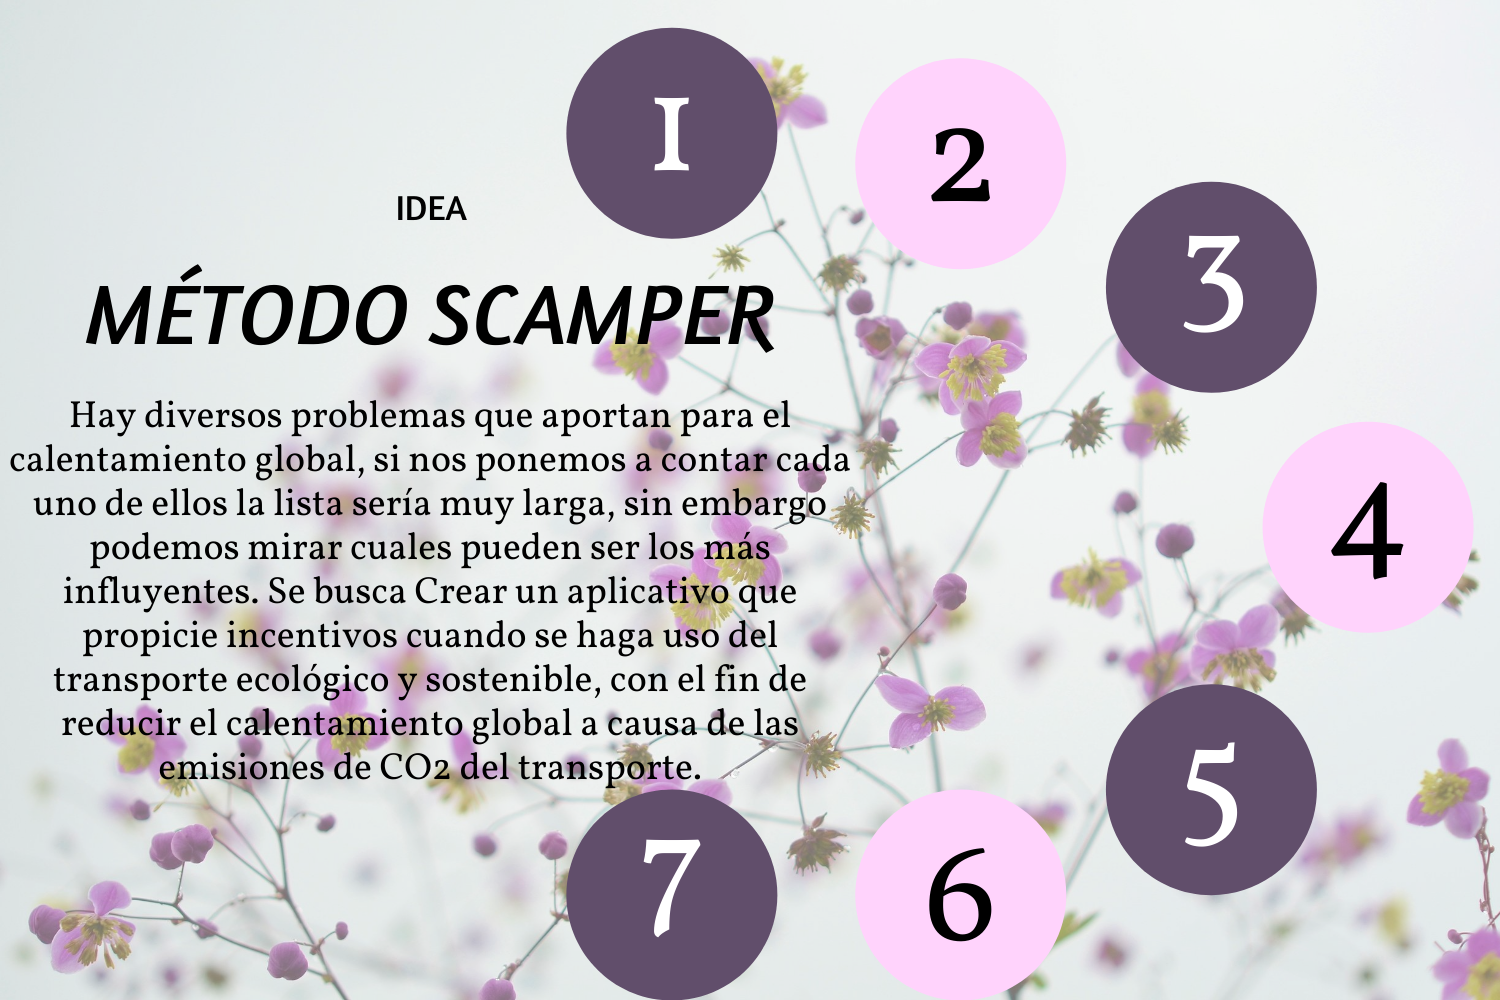 1
2
3
IDEA
MÉTODO SCAMPER
Hay diversos problemas que aportan para el
calentamiento global, si nos ponemos a contar cada
uno de ellos la lista sería muy larga, sin embargo
podemos mirar cuales pueden ser los más
influyentes. Se busca Crear un aplicativo que
propicie incentivos cuando se haga uso del
transporte ecológico y sostenible, con el fin de
reducir el calentamiento global a causa de las
emisiones de CO2 del transporte.
4
5
6
7